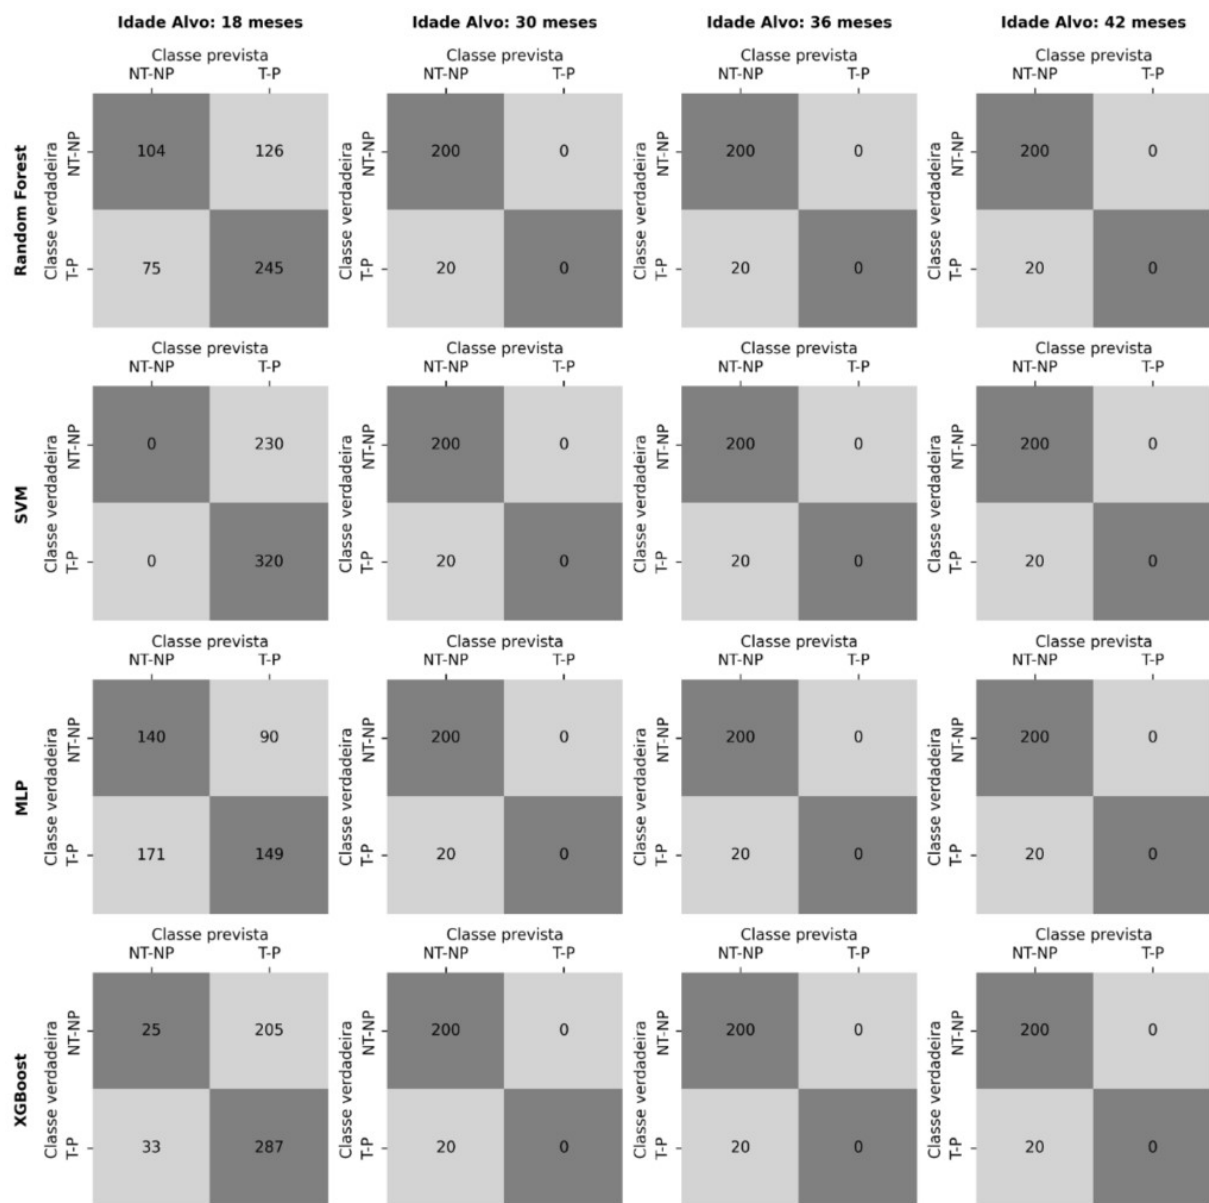 Idade Alvo: 18 meses Idade Alvo: 30 meses Idade Alvo: 36 meses Idade Alvo: 42 meses
Classe prevista Classe prevista Classe prevista Classe prevista
NT-NP T-P NT-NP T-P NT-NP T-P NT-NP T-P
Random Forest
Classe verdadeira Classe verdadeira Classe verdadeira Classe verdadeira
NT-NP 104 126 NT-NP 200 0 NT-NP 200 0 NT-NP 200 0
T-P 75 245 T-P 20 0 T-P 20 0 T-P 20 0
Classe prevista Classe prevista Classe prevista Classe prevista
NT-NP T-P NT-NP T-P NT-NP T-P NT-NP T-P
SVM
Classe verdadeira Classe verdadeira Classe verdadeira Classe verdadeira
NT-NP 0 230 NT-NP 200 0 NT-NP 200 0 NT-NP 200 0
T-P 0 320 T-P 20 0 T-P 20 0 T-P 20 0
Classe prevista Classe prevista Classe prevista Classe prevista
NT-NP T-P NT-NP T-P NT-NP T-P NT-NP T-P
MLP
Classe verdadeira Classe verdadeira Classe verdadeira Classe verdadeira
NT-NP 140 90 NT-NP 200 0 NT-NP 200 0 NT-NP 200 0
T-P 171 149 T-P 20 0 T-P 20 0 T-P 20 0
Classe prevista Classe prevista Classe prevista Classe prevista
NT-NP T-P NT-NP T-P NT-NP T-P NT-NP T-P
XGBoost
Classe verdadeira Classe verdadeira Classe verdadeira Classe verdadeira
NT-NP 25 205 NT-NP 200 0 NT-NP 200 0 NT-NP 200 0
T-P 33 287 T-P 20 0 T-P 20 0 T-P 20 0